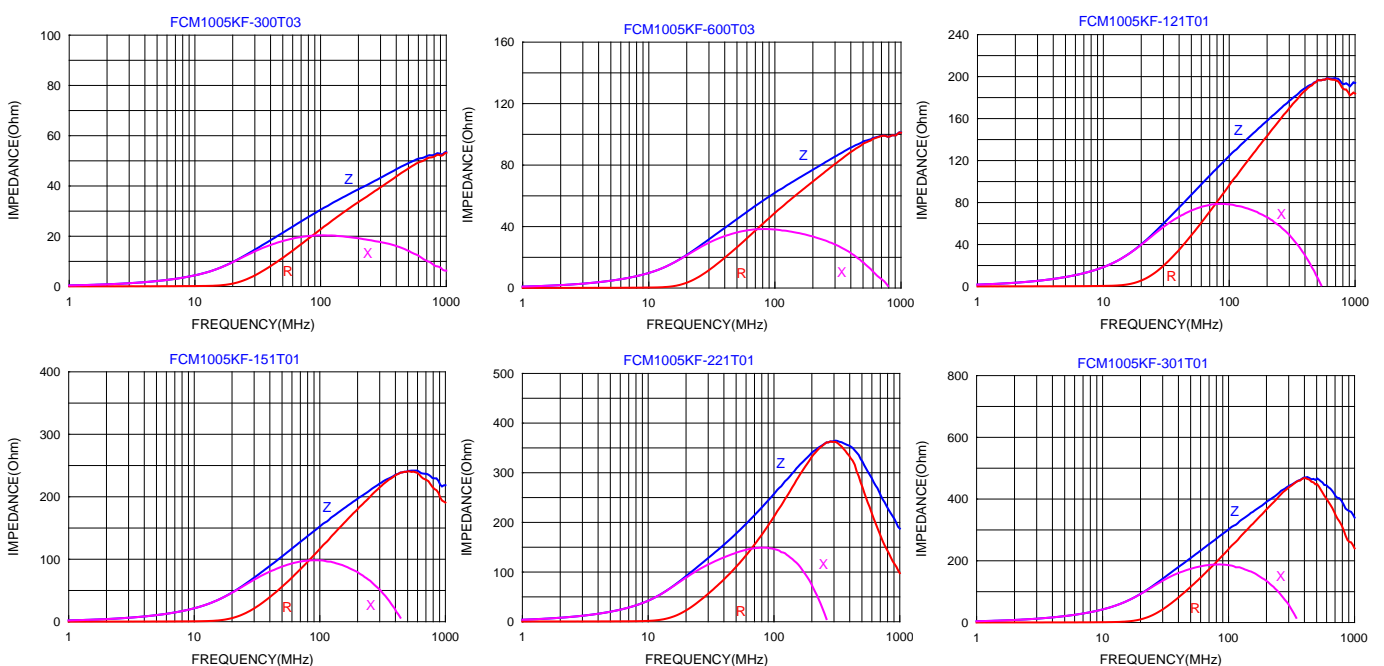 FCM1005KF-300T03
100
80
60
40
20
0
IMPEDANCE(Ohm)
Z
R
X
1
10
100
1000
FREQUENCY(MHz)
FCM1005KF-600T03
160
120
80
40
0
IMPEDANCE(Ohm)
Z
R
X
1
10
100
1000
FREQUENCY(MHz)
FCM1005KF-121T01
240
200
160
120
80
40
0
IMPEDANCE(Ohm)
Z
R
X
1
10
100
1000
FREQUENCY(MHz)
FCM1005KF-151T01
400
300
200
100
0
IMPEDANCE(Ohm)
Z
R
X
1
10
100
1000
FREQUENCY(MHz)
FCM1005KF-221T01
500
400
350
300
250
200
150
100
50
0
IMPEDANCE(Ohm)
Z
R
X
1
10
100
1000
FREQUENCY(MHz)
FCM1005KF-301T01
800
600
400
200
0
IMPEDANCE(Ohm)
Z
R
X
1
10
100
1000
FREQUENCY(MHz)